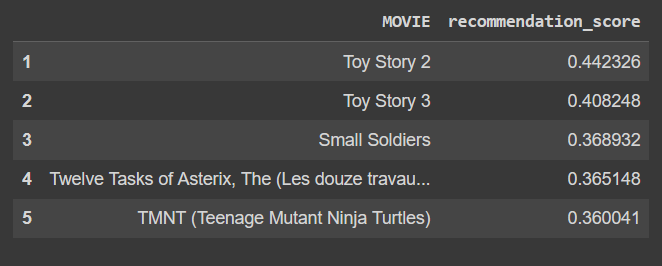 MOVIE recommendation_score
1 Toy Story 2 0.442326
2 Toy Story 3 0.408248
3 Small Soldiers 0.368932
4 Twelve Tasks of Asterix, The (Les douze travau... 0.365148
5 TMNT (Teenage Mutant Ninja Turtles) 0.360041